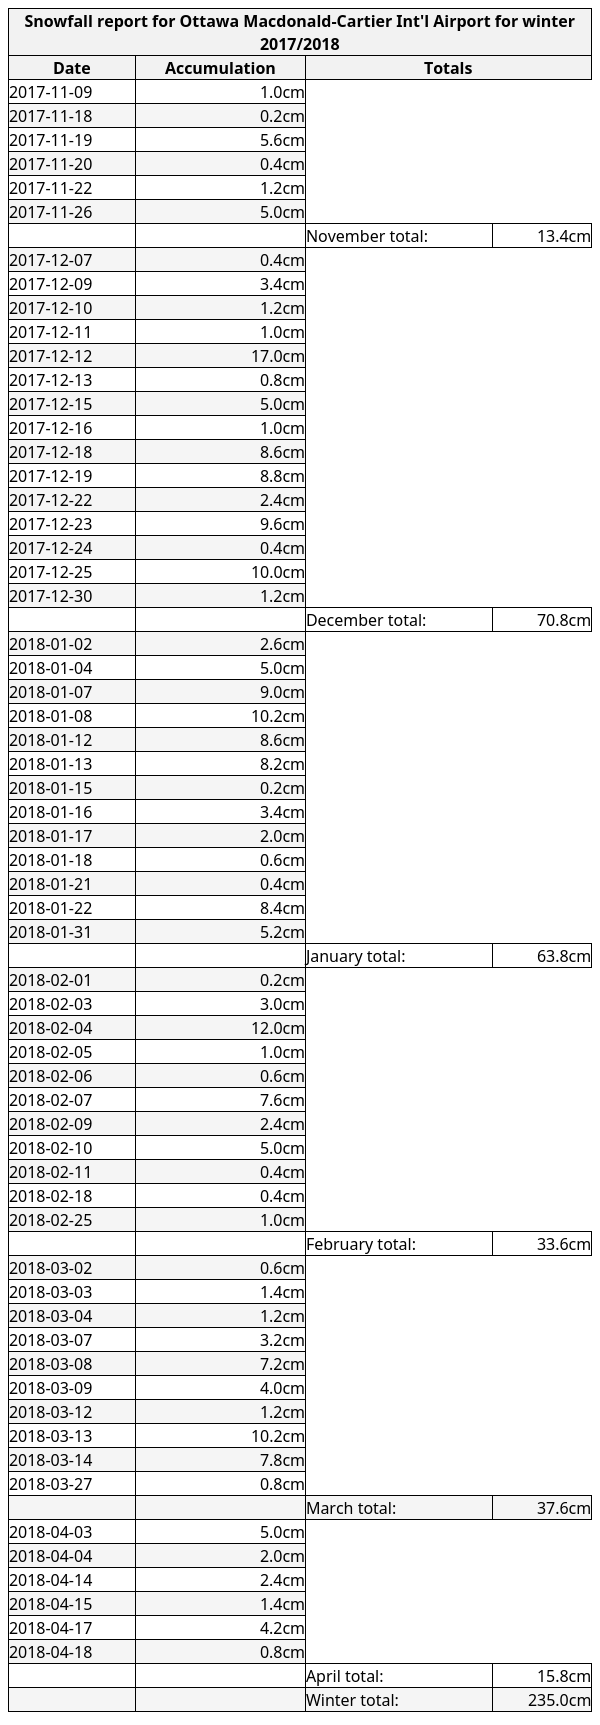 Snowfall report for Ottawa Macdonald-Cartier Int'l Airport for winter
2017/2018
Date Accumulation Totals
2017-11-09 1.0cm
2017-11-18 0.2cm
2017-11-19 5.6cm
2017-11-20 0.4cm
2017-11-22 1.2cm
2017-11-26 5.0cm
November total: 13.4cm
2017-12-07 0.4cm
2017-12-09 3.4cm
2017-12-10 1.2cm
2017-12-11 1.0cm
2017-12-12 17.0cm
2017-12-13 0.8cm
2017-12-15 5.0cm
2017-12-16 1.0cm
2017-12-18 8.6cm
2017-12-19 8.8cm
2017-12-22 2.4cm
2017-12-23 9.6cm
2017-12-24 0.4cm
2017-12-25 10.0cm
2017-12-30 1.2cm
December total: 70.8cm
2018-01-02 2.6cm
2018-01-04 5.0cm
2018-01-07 9.0cm
2018-01-08 10.2cm
2018-01-12 8.6cm
2018-01-13 8.2cm
2018-01-15 0.2cm
2018-01-16 3.4cm
2018-01-17 2.0cm
2018-01-18 0.6cm
2018-01-21 0.4cm
2018-01-22 8.4cm
2018-01-31 5.2cm
January total: 63.8cm
2018-02-01 0.2cm
2018-02-03 3.0cm
2018-02-04 12.0cm
2018-02-05 1.0cm
2018-02-06 0.6cm
2018-02-07 7.6cm
2018-02-09 2.4cm
2018-02-10 5.0cm
2018-02-11 0.4cm
2018-02-18 0.4cm
2018-02-25 1.0cm
February total: 33.6cm
2018-03-02 0.6cm
2018-03-03 1.4cm
2018-03-04 1.2cm
2018-03-07 3.2cm
2018-03-08 7.2cm
2018-03-09 4.0cm
2018-03-12 1.2cm
2018-03-13 10.2cm
2018-03-14 7.8cm
2018-03-27 0.8cm
March total: 37.6cm
2018-04-03 5.0cm
2018-04-04 2.0cm
2018-04-14 2.4cm
2018-04-15 1.4cm
2018-04-17 4.2cm
2018-04-18 0.8cm
April total: 15.8cm
Winter total: 235.0cm